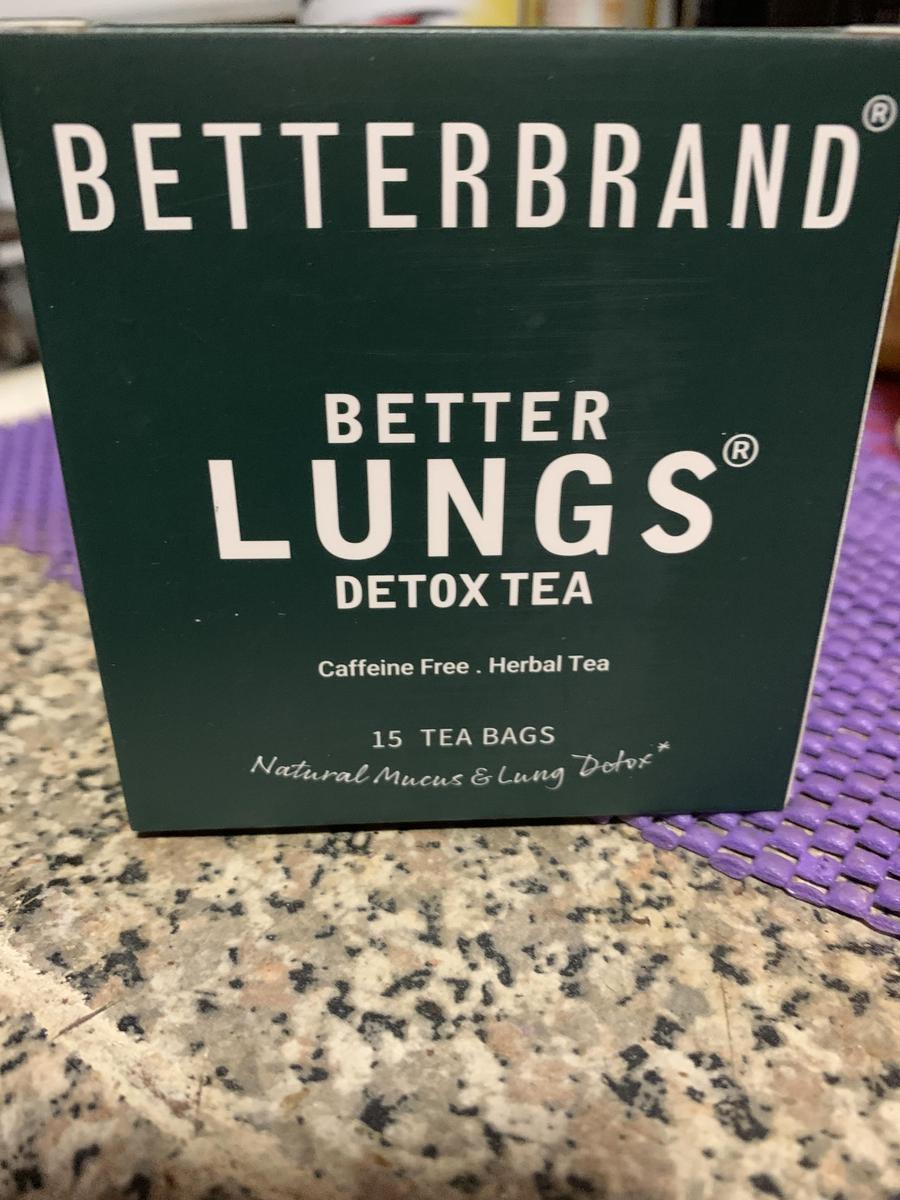 BETTERBRAND®
BETTER
LUNGS®
DETOX TEA
Caffeine Free . Herbal Tea
15 TEA BAGS
Natural Mucus & Lung Detox*